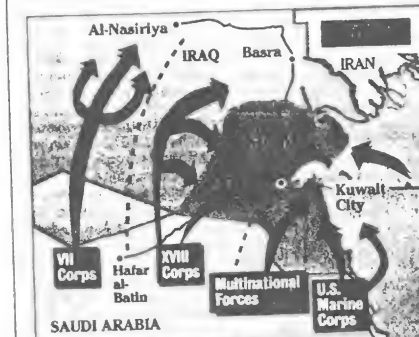 Al-Nasiriya
IRAQ
Basra
IRAN
Kuwait
City
VII
Corps
Hafar
al-
Batin
XVIII
Corps
Multinational
Forces
U.S.
Marine
Corps
SAUDI ARABIA